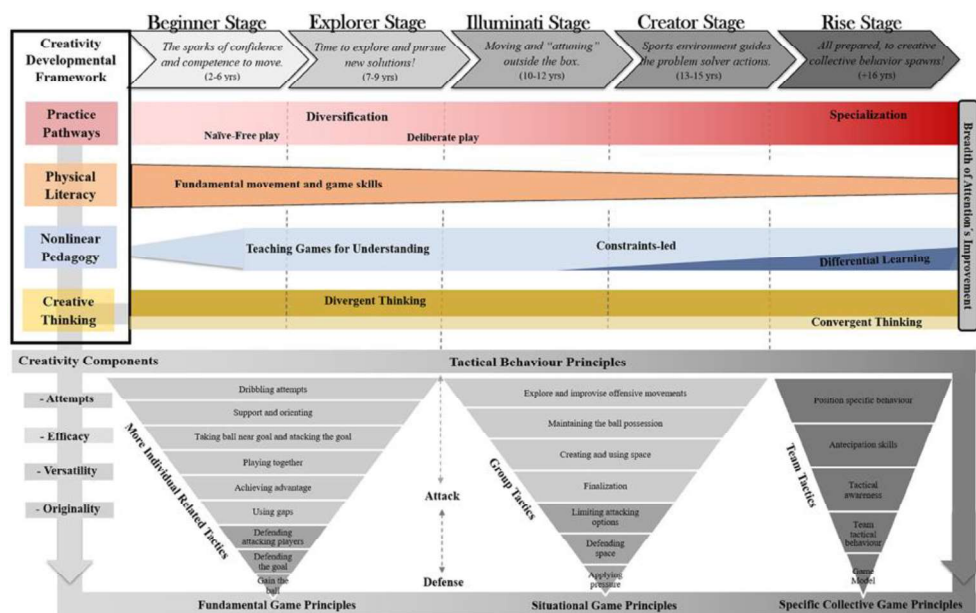 Beginner Stage
Explorer Stage
Illuminati Stage
Creator Stage
Rise Stage
Creativity
Developmental
Framework
The sparks of confidence
and competence to move.
(2-6 yrs)
Time to explore and pursue
new solutions!
(7-9 yrs)
Moving and “attuning”
outside the box.
(10-12 yrs)
Sports environment guides
the problem solver actions.
(13-15 yrs)
All prepared, to creative
collective behavior spawns!
(+16 yrs)
Practice
Pathways
Diversification
Specialization
Naïve-Free play
Deliberate play
Physical
Literacy
Fundamental movement and game skills
Nonlinear
Pedagogy
Teaching Games for Understanding
Constraints-led
Differential Learning
Creative
Thinking
Divergent Thinking
Convergent Thinking
Breadth of Attention's Improvement
Creativity Components
Tactical Behaviour Principles
- Attempts
- Efficacy
- Versatility
- Originality
More Individual Related Tactics
Dribbling attempts
Support and orienting
Taking ball near goal and atacking the goal
Playing together
Achieving advantage
Using gaps
Defending
attacking players
Defending
the goal
Gain the
ball
Attack
Defense
Group Tactics
Explore and improvise offensive movements
Maintaining the ball possession
Creating and using space
Finalization
Limiting attacking
options
Defending
space
Applying
pressure
Team Tactics
Position specific behaviour
Antecipation skills
Tactical
awareness
Team
tactical
behaviour
Game
Model
Fundamental Game Principles
Situational Game Principles
Specific Collective Game Principles